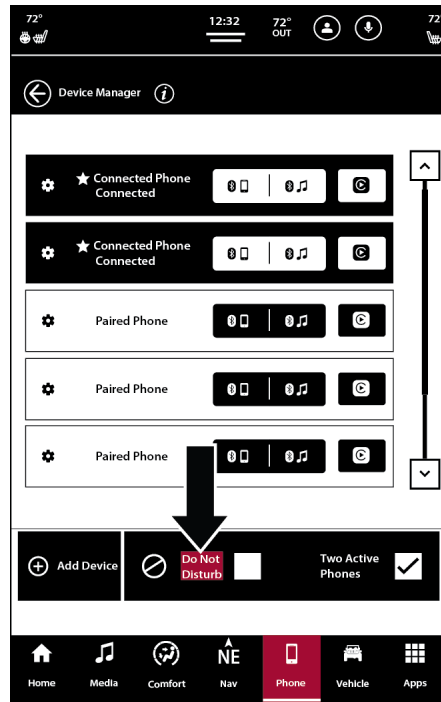 72°
12:32
72°
OUT
72
Device Manager
Connected Phone
Connected
Connected Phone
Connected
Paired Phone
Paired Phone
Paired Phone
Add Device
Do Not
Disturb
Two Active
Phones
NE
Home Media Comfort Nav Phone Vehicle Apps